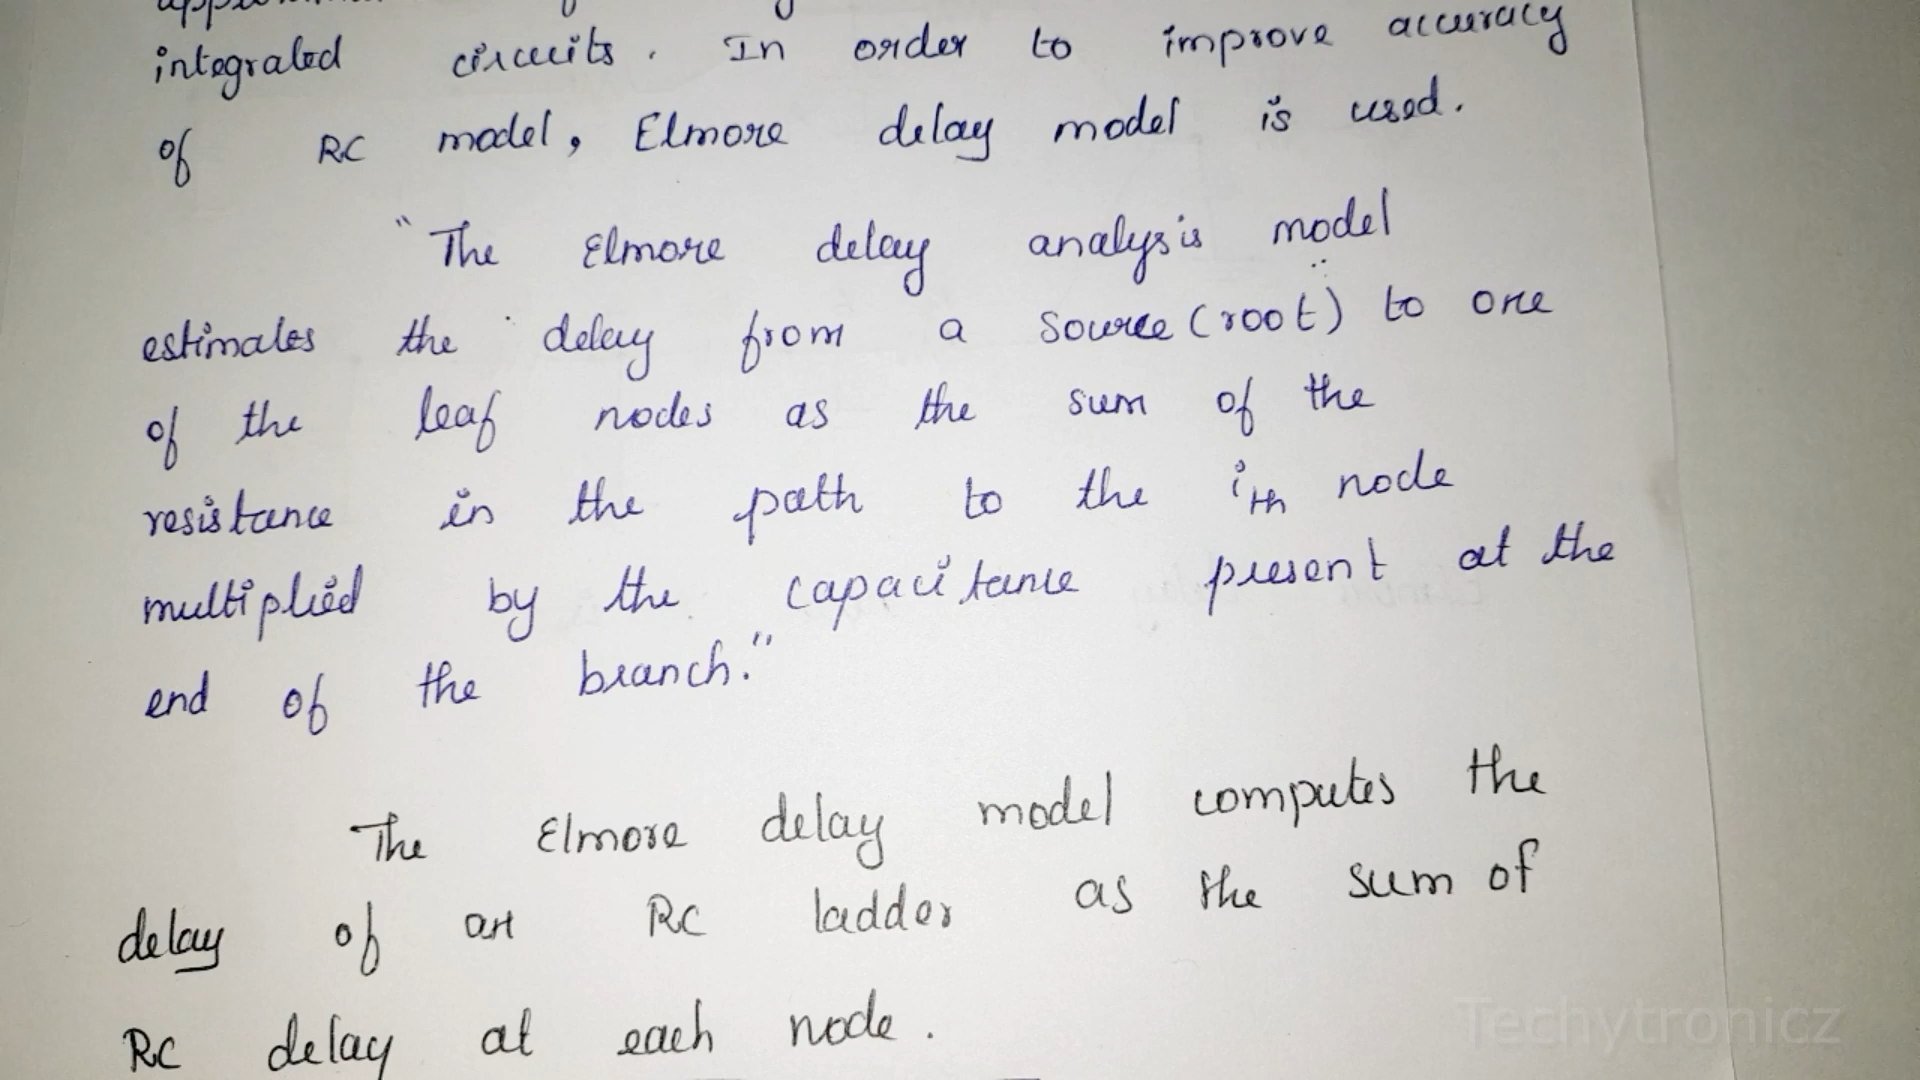 integrated circuits. In order to improve accuracy
of RC model, Elmore delay model is used.
"The Elmore delay analysis model
estimates the delay from a source (root) to one
of the leaf nodes as the sum of the
resistance in the path to the ith node
multiplied by the capacitance present at the
end of the branch."
The Elmore delay model computes the
delay of an RC ladder as the sum of
RC delay at each node.
Techytronicz